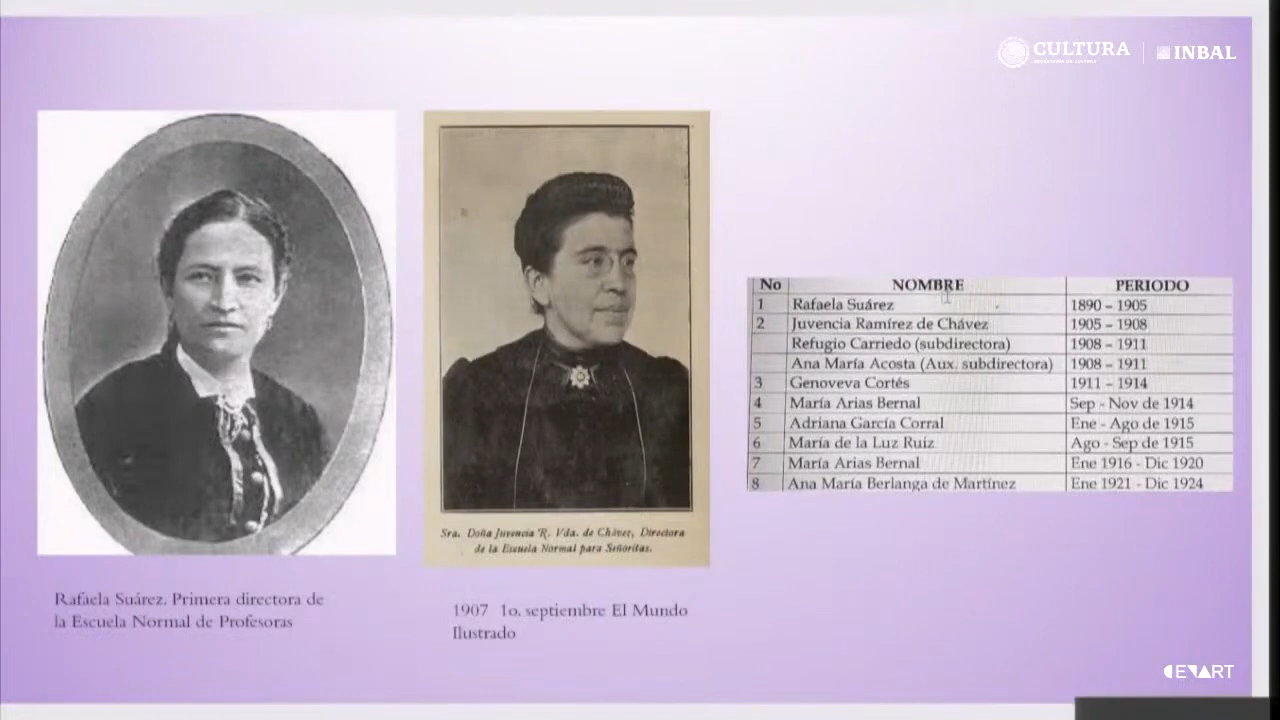 CULTURA
INBAL
No NOMBRE PERIODO
1 Rafaela Suárez 1890 – 1905
2 Juvencia Ramírez de Chávez 1905 – 1908
Refugio Carriedo (subdirectora) 1908 – 1911
Ana María Acosta (Aux. subdirectora) 1908 – 1911
3 Genoveva Cortés 1911 – 1914
4 María Arias Bernal Sep - Nov de 1914
5 Adriana García Corral Ene - Ago de 1915
6 María de la Luz Ruiz Ago - Sep de 1915
7 María Arias Bernal Ene 1916 - Dic 1920
8 Ana María Berlanga de Martínez Ene 1921 - Dic 1924
Sra. Doña Juvencia R. Vda. de Chávez, Directora
de la Escuela Normal para Señoritas.
Rafaela Suárez. Primera directora de
la Escuela Normal de Profesoras
1907 1o. septiembre El Mundo
Ilustrado
CENART